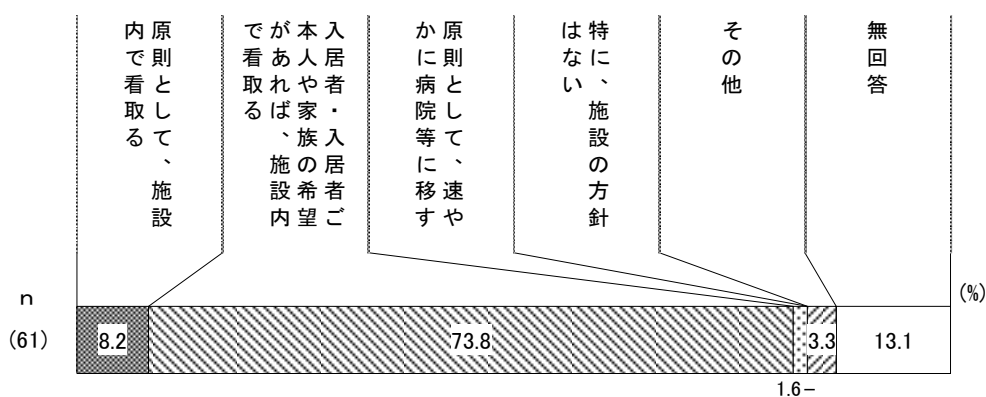 原則として、施設
内で看取る
入居者・入居者ご
本人や家族の希望
があれば、施設内
で看取る
原則として、速や
かに病院等に移す
特に、施設の方針
はない
その他
無回答
n
(%)
(61)
8.2
73.8
3.3
13.1
1.6－